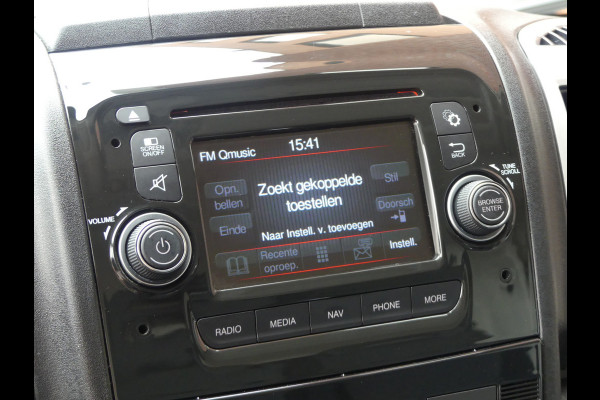 SCREEN
ON/OFF
BACK
VOLUME
TUNE
SCROLL
BROWSE
ENTER
FM Qmusic 15:41
Opn.
bellen
Zoekt gekoppelde
toestellen
Stil
Einde
Doorsch
Naar Instell. v. toevoegen
Recente
oproep.
Instell.
RADIO MEDIA NAV PHONE MORE